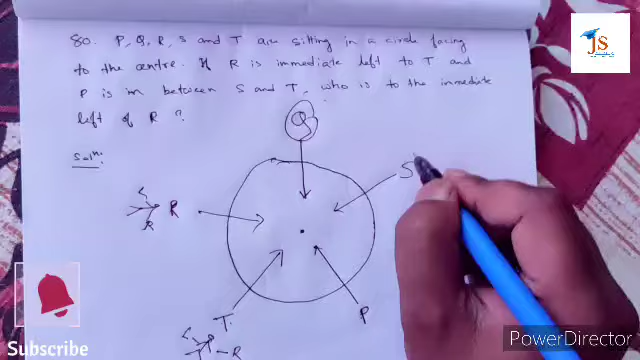 80. P, Q, R, S and T are sitting in a circle facing
to the centre. If R is immediate left to T and
P is in between S and T, who is to the immediate
left of R ?
Solⁿ.
Q
S
R
S
R
T
P
P
R
JS
Subscribe
PowerDirector